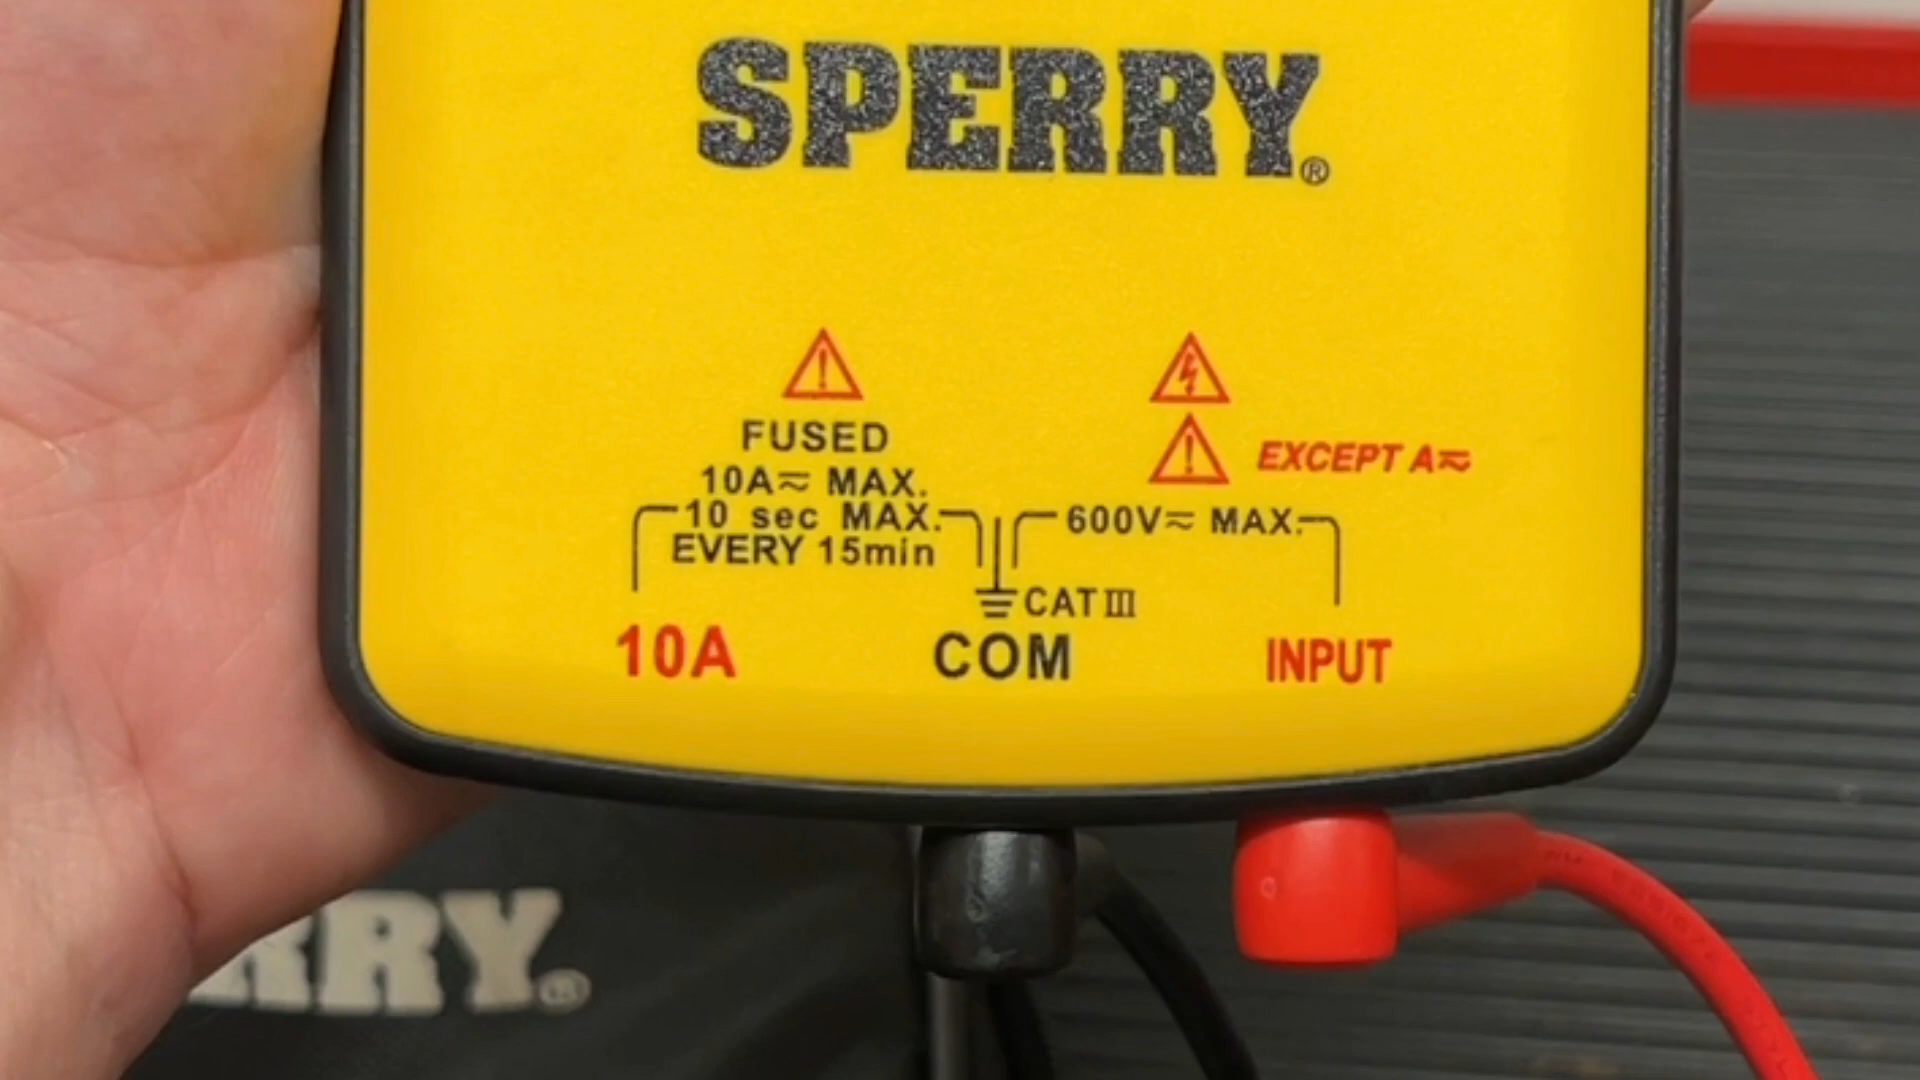 SPERRY®
FUSED
10A≂ MAX.
10 sec MAX.
EVERY 15min
EXCEPT A≂
600V≂ MAX.
CAT III
10A
COM
INPUT
RRY®